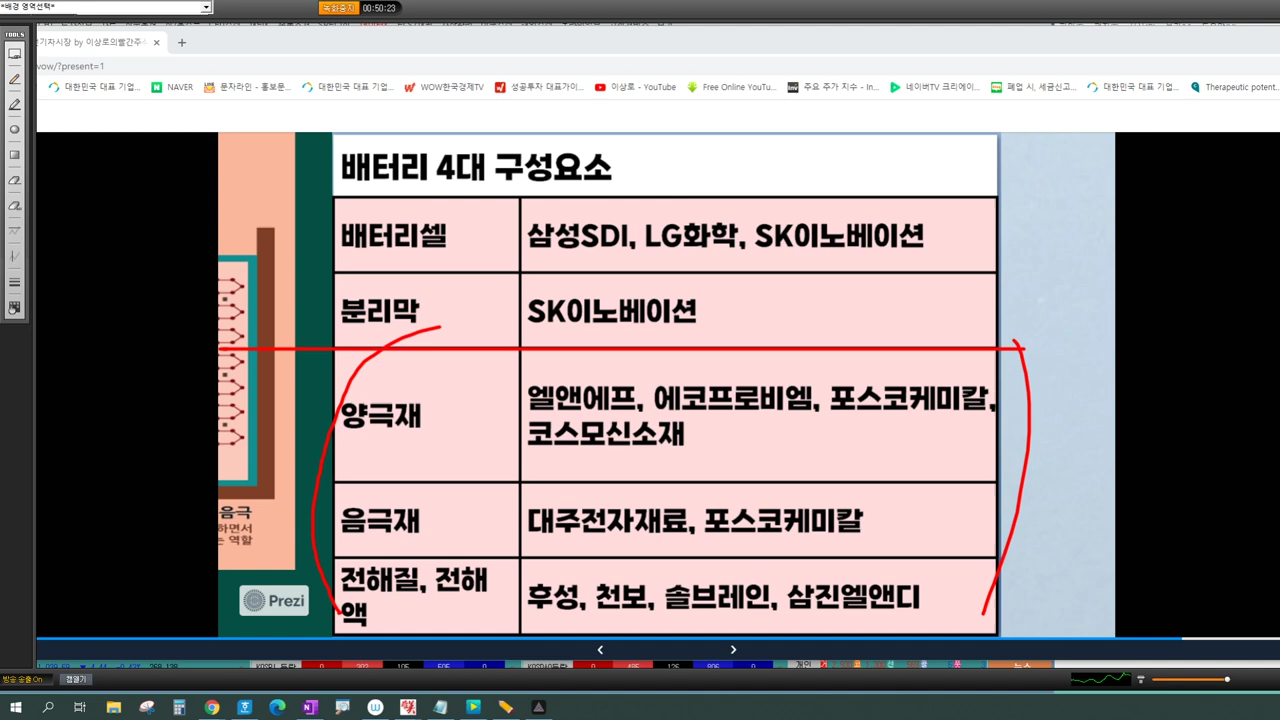 *배경 영역선택*
녹화중지 00:50:23
TOOLS
기자시장 by 이상로의빨간주식
vow/?present=1
대한민국 대표 기업... NAVER 문자라인 - 홍보문... 대한민국 대표 기업... WOW한국경제TV 성공투자 대표가이... 이상로 - YouTube Free Online YouTu... 주요 주가 지수 - In... 네이버TV 크리에이... 폐업 시, 세금신고... 대한민국 대표 기업... Therapeutic potent...
배터리 4대 구성요소
배터리셀 삼성SDI, LG화학, SK이노베이션
분리막 SK이노베이션
양극재 엘앤에프, 에코프로비엠, 포스코케미칼,
코스모신소재
음극재 대주전자재료, 포스코케미칼
전해질, 전해
액
후성, 천보, 솔브레인, 삼진엘앤디
음극
하면서
는 역할
Prezi
방송 송출 On 캠열기